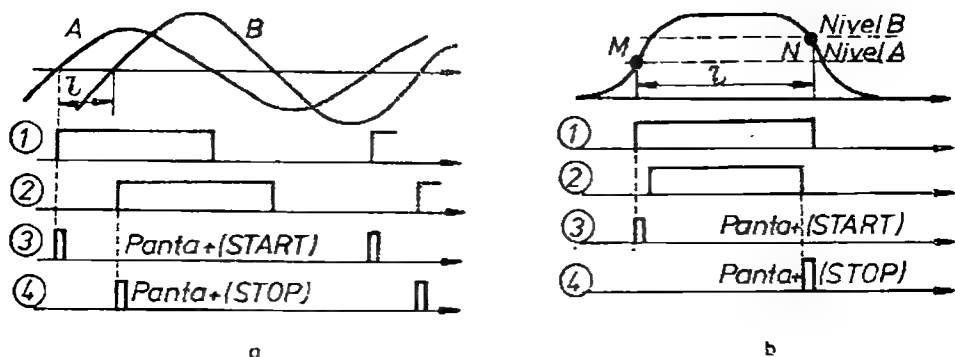 A
B
τ
1
2
3 Panta+(START)
4 Panta+(STOP)
a
M
N
Nivel B
Nivel A
τ
1
2
3 Panta+(START)
4 Panta+(STOP)
b